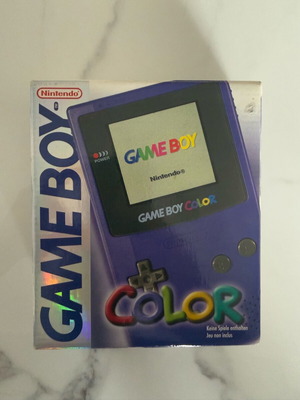 Nintendo
GAME BOY
POWER
GAME BOY
Nintendo®
GAME BOY COLOR
COLOR
Keine Spiele enthalten
Jeu non inclus